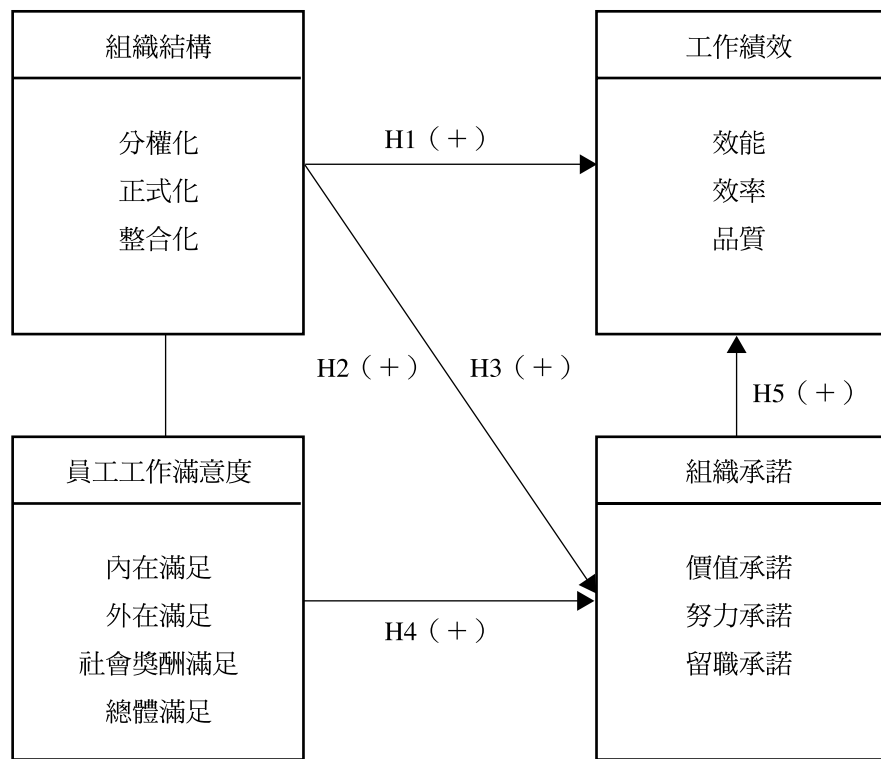 組織結構
分權化
正式化
整合化
工作績效
效能
效率
品質
H1（＋）
H2（＋）
H3（＋）
H5（＋）
員工工作滿意度
內在滿足
外在滿足
社會獎酬滿足
總體滿足
H4（＋）
組織承諾
價值承諾
努力承諾
留職承諾